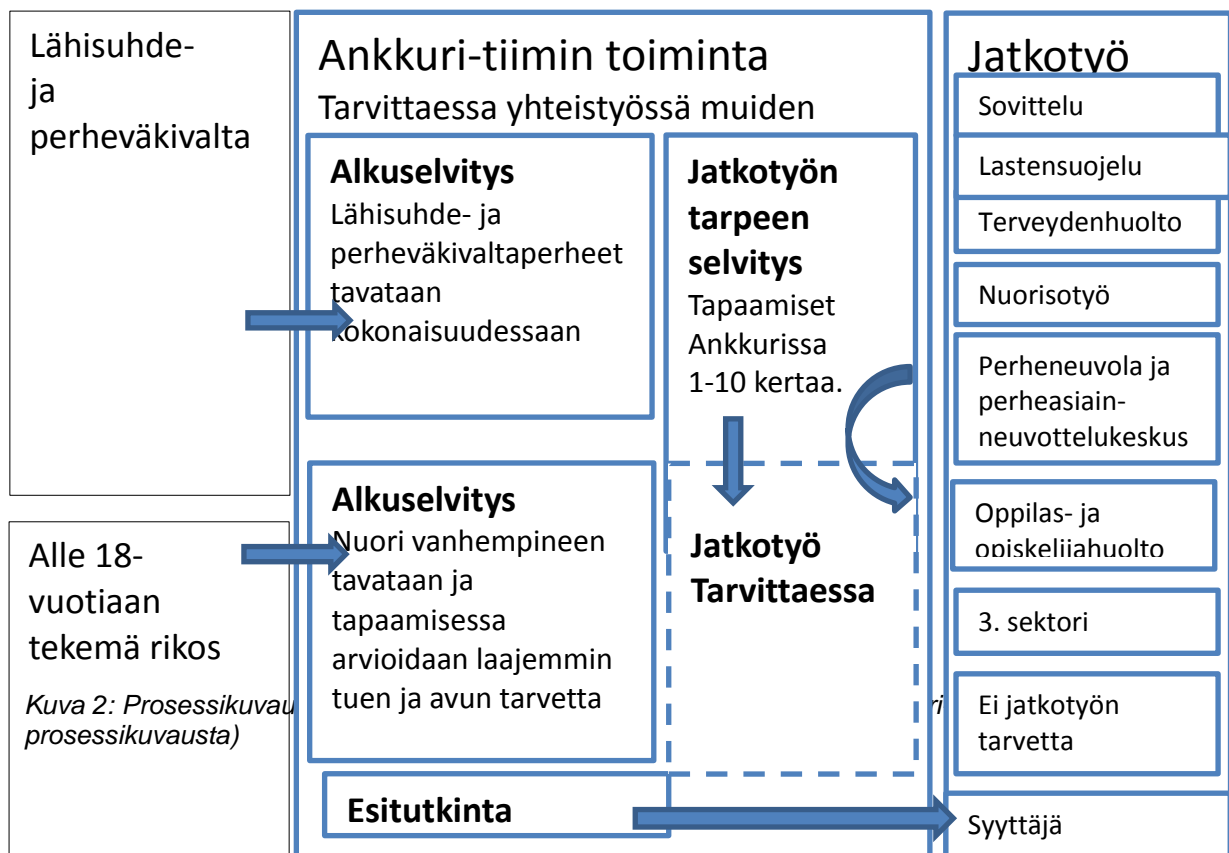 Lähisuhde-
ja
perheväkivalta
Alle 18-
vuotiaan
tekemä rikos
Ankkuri-tiimin toiminta
Tarvittaessa yhteistyössä muiden
Alkuselvitys
Lähisuhde- ja
perheväkivaltaperheet
tavataan
kokonaisuudessaan
Alkuselvitys
Nuori vanhempineen
tavataan ja
tapaamisessa
arvioidaan laajemmin
tuen ja avun tarvetta
Esitutkinta
Jatkotyön
tarpeen
selvitys
Tapaamiset
Ankkurissa
1-10 kertaa.
Jatkotyö
Tarvittaessa
Jatkotyö
Sovittelu
Lastensuojelu
Terveydenhuolto
Nuorisotyö
Perheneuvola ja
perheasiain-
neuvottelukeskus
Oppilas- ja
opiskelijahuolto
3. sektori
Ei jatkotyön
tarvetta
Syyttäjä
Kuva 2: Prosessikuvau
prosessikuvausta)